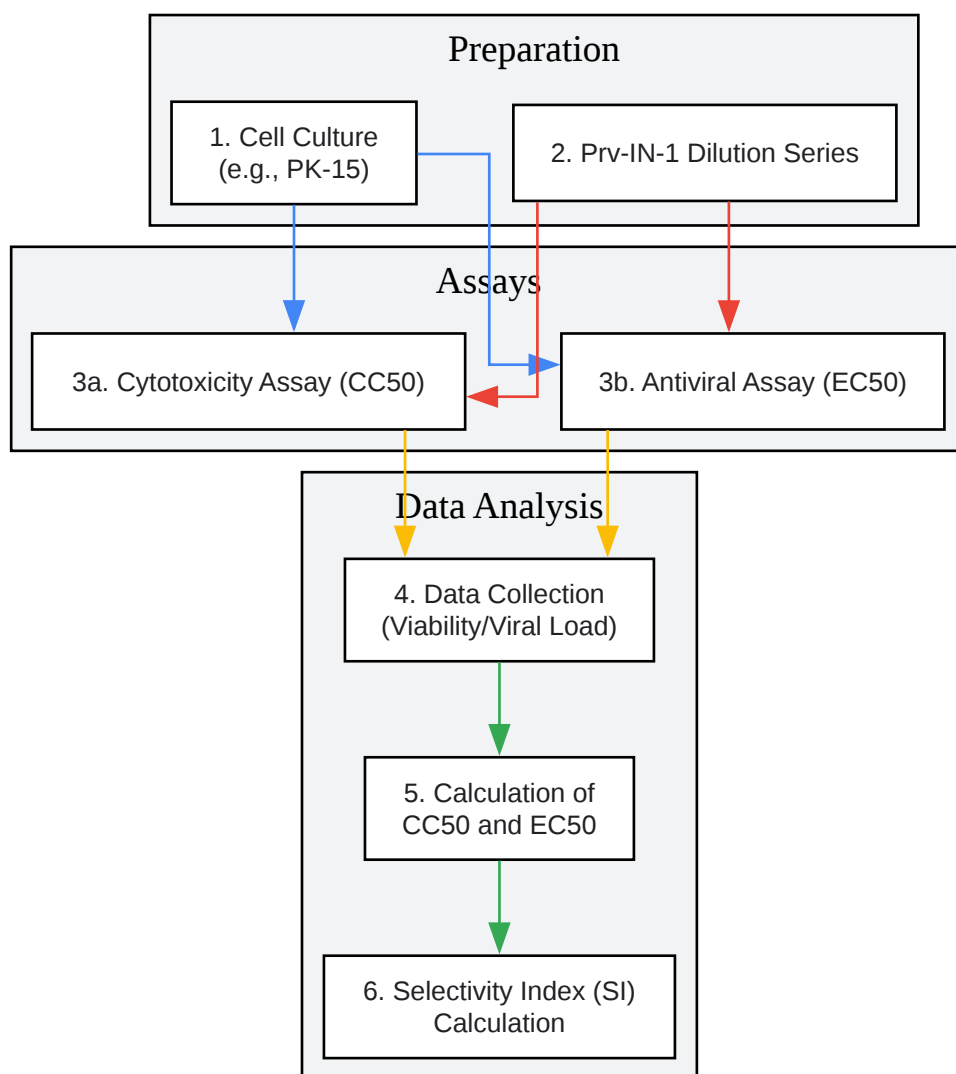 Preparation
1. Cell Culture
(e.g., PK-15)
2. Prv-IN-1 Dilution Series
Assays
3a. Cytotoxicity Assay (CC50)
3b. Antiviral Assay (EC50)
Data Analysis
4. Data Collection
(Viability/Viral Load)
5. Calculation of
CC50 and EC50
6. Selectivity Index (SI)
Calculation